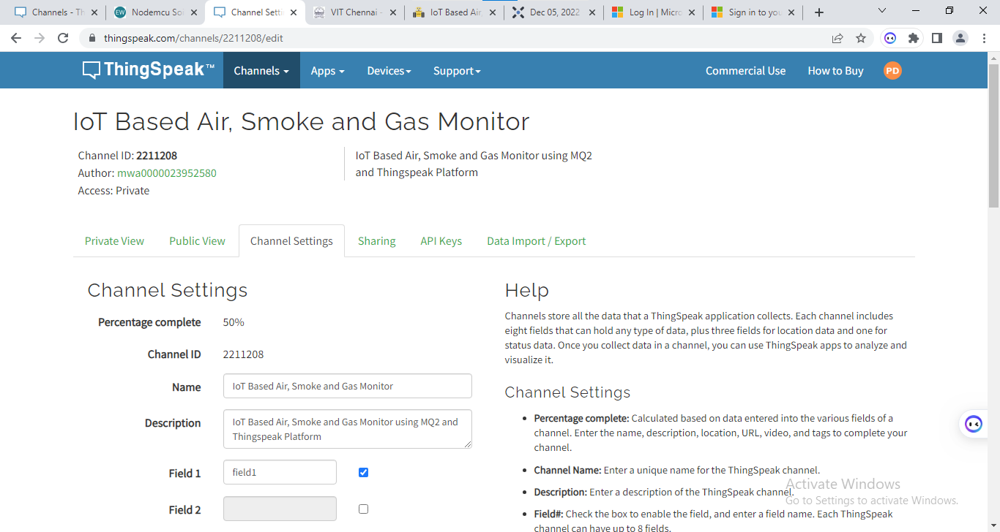 Channels - Th
Nodemcu So
Channel Setti
VIT Chennai -
IoT Based Air,
Dec 05, 2022
Log In | Micro
Sign in to you
thingspeak.com/channels/2211208/edit
ThingSpeak™ Channels Apps Devices Support Commercial Use How to Buy PD
IoT Based Air, Smoke and Gas Monitor
Channel ID: 2211208
Author: mwa0000023952580
Access: Private
IoT Based Air, Smoke and Gas Monitor using MQ2
and Thingspeak Platform
Private View Public View Channel Settings Sharing API Keys Data Import / Export
Channel Settings
Percentage complete 50%
Channel ID 2211208
Name IoT Based Air, Smoke and Gas Monitor
Description IoT Based Air, Smoke and Gas Monitor using MQ2 and
Thingspeak Platform
Field 1 field1
Field 2
Help
Channels store all the data that a ThingSpeak application collects. Each channel includes
eight fields that can hold any type of data, plus three fields for location data and one for
status data. Once you collect data in a channel, you can use ThingSpeak apps to analyze and
visualize it.
Channel Settings
• Percentage complete: Calculated based on data entered into the various fields of a
channel. Enter the name, description, location, URL, video, and tags to complete your
channel.
• Channel Name: Enter a unique name for the ThingSpeak channel.
• Description: Enter a description of the ThingSpeak channel.
• Field#: Check the box to enable the field, and enter a field name. Each ThingSpeak
channel can have up to 8 fields.
Activate Windows
Go to Settings to activate Windows.